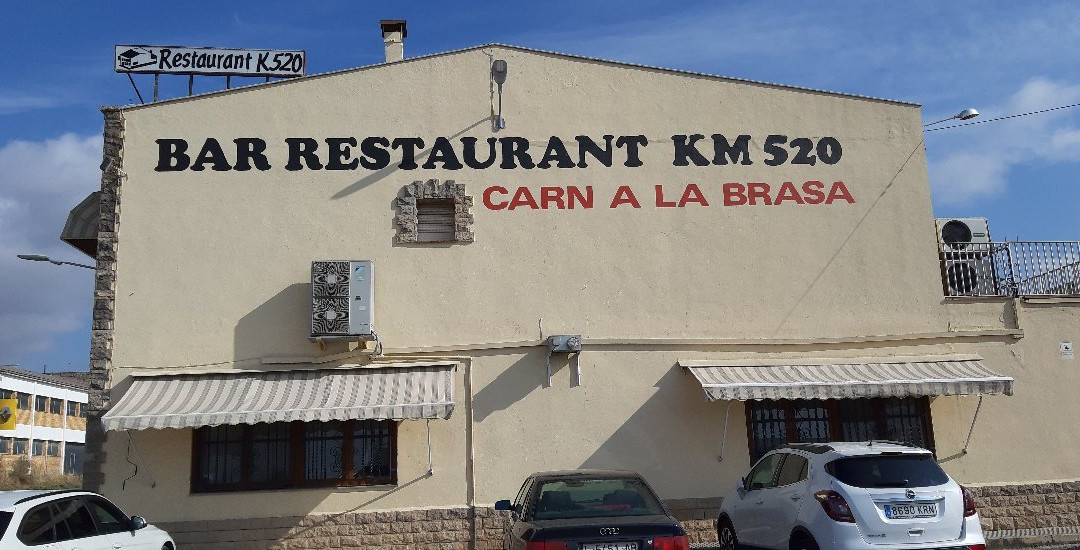 Restaurant K.520
BAR RESTAURANT KM 520
CARN A LA BRASA
8690 KRN